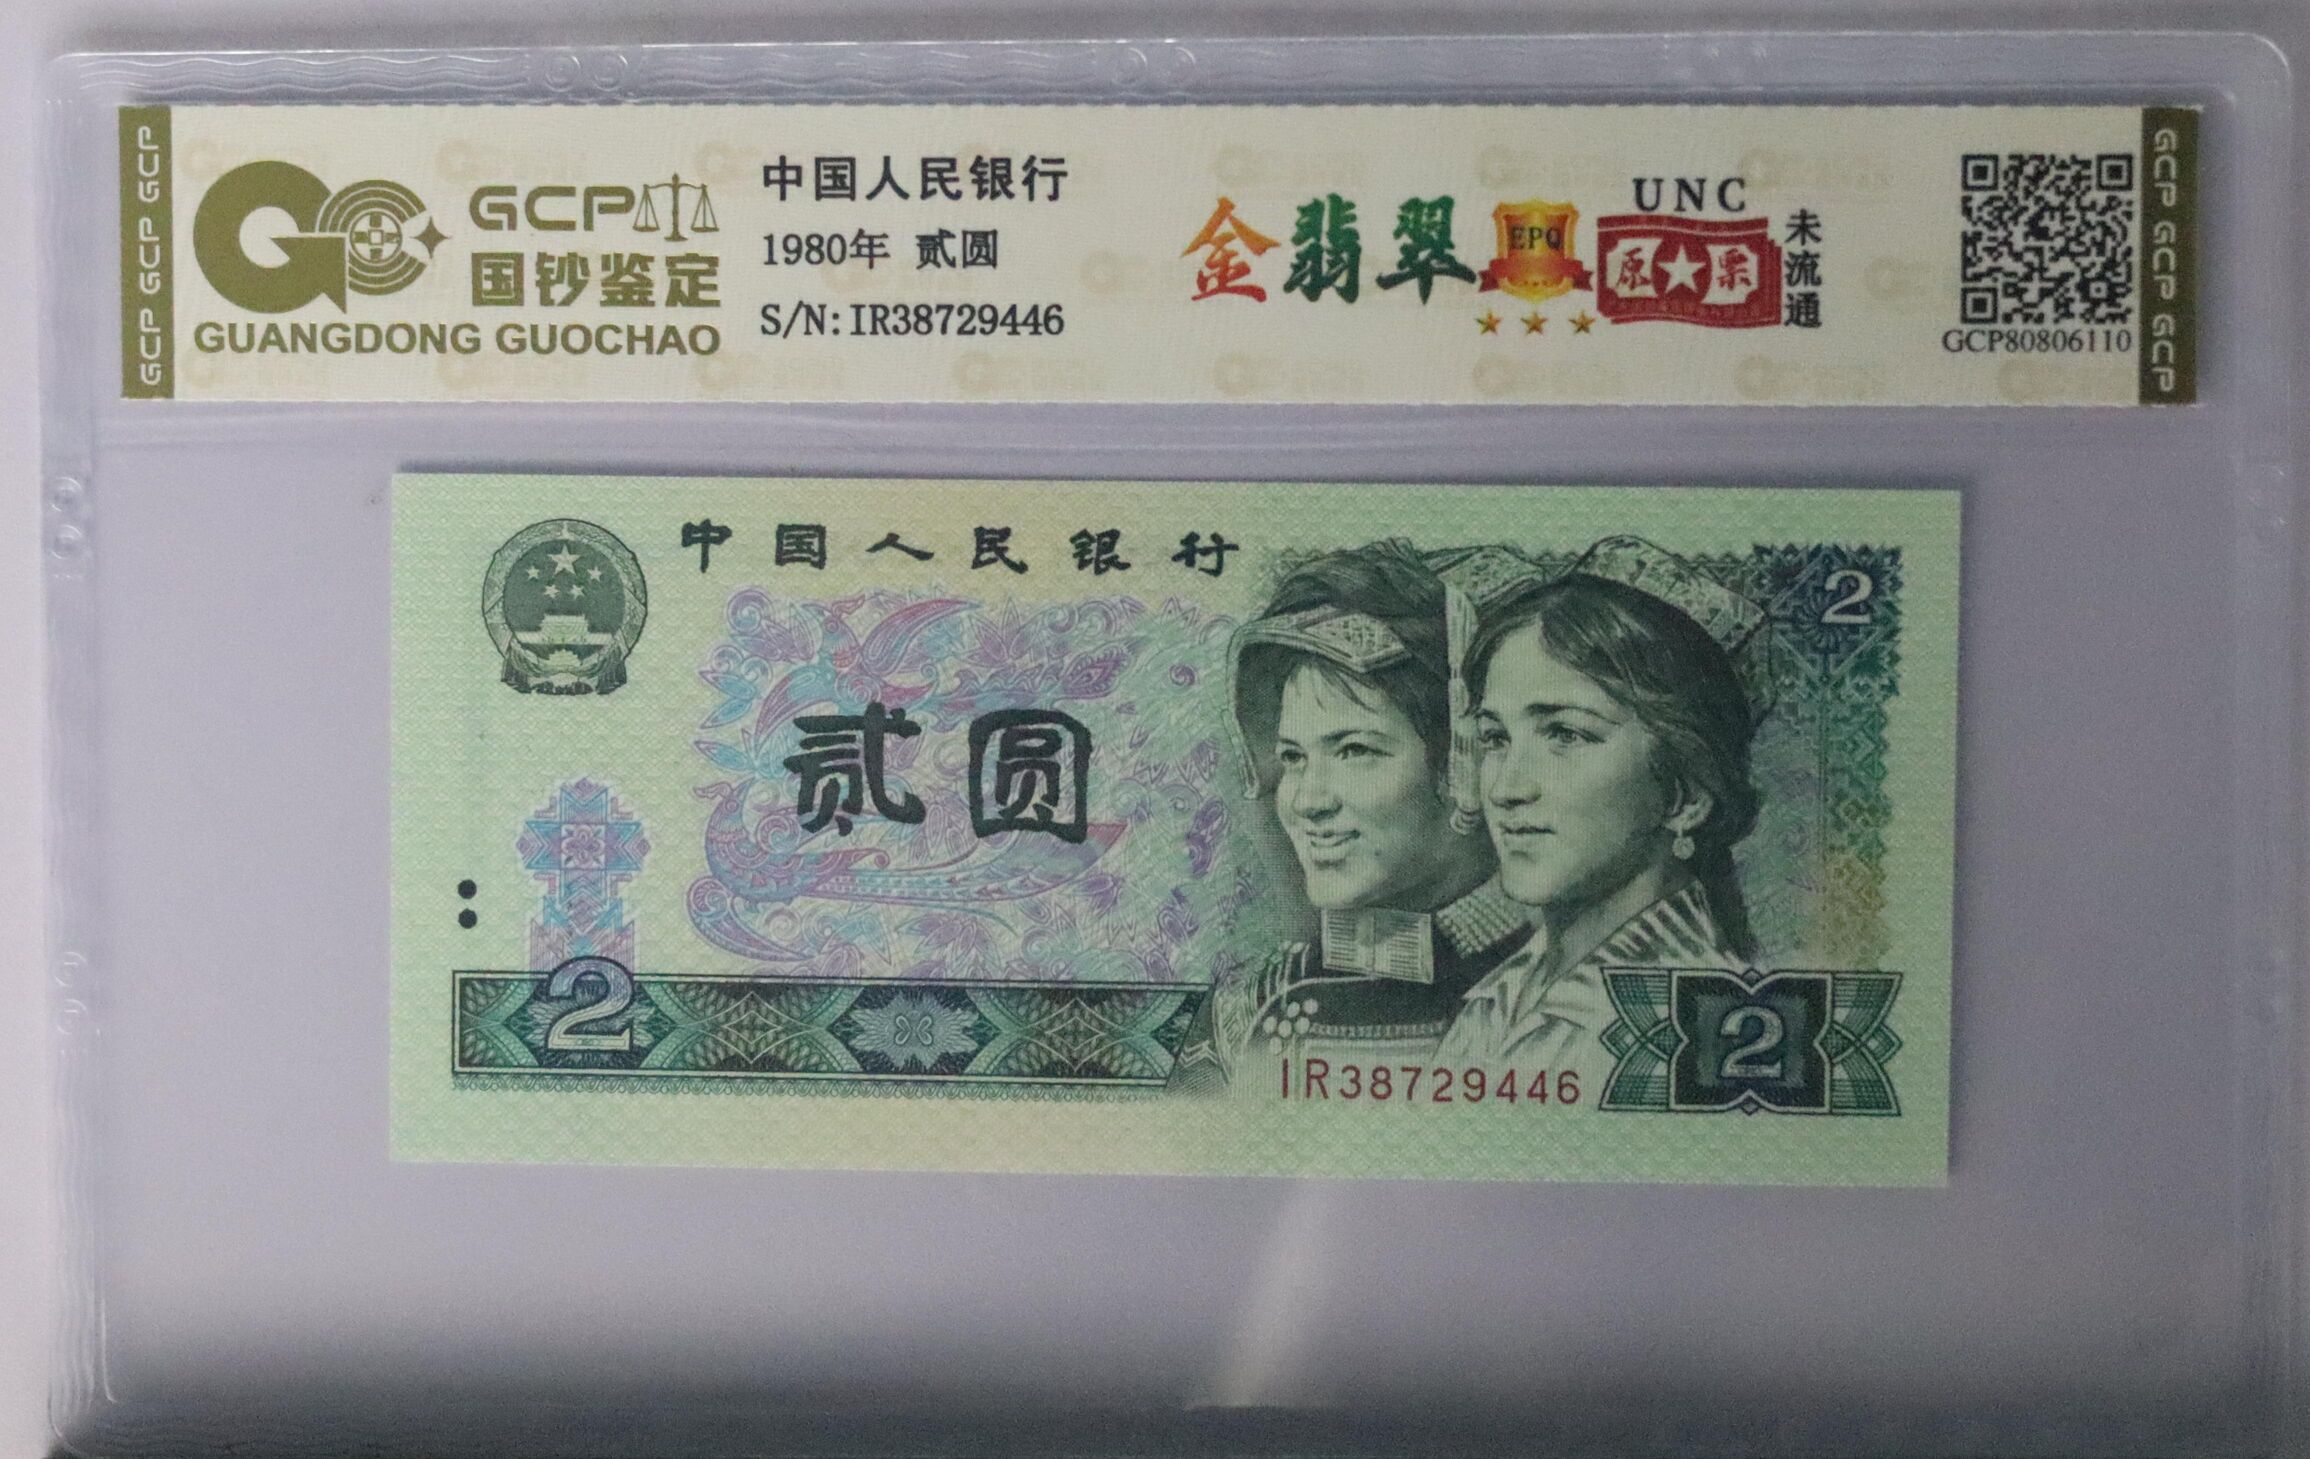 GCP GCP GCP
GCP
国钞鉴定
GUANGDONG GUOCHAO
中国人民银行
1980年 贰圆
S/N: IR38729446
金翡翠
EPQ
UNC
原★票
未流通
GCP80806110
GCP GCP GCP
中国人民银行
2
贰圆
2
2
IR38729446